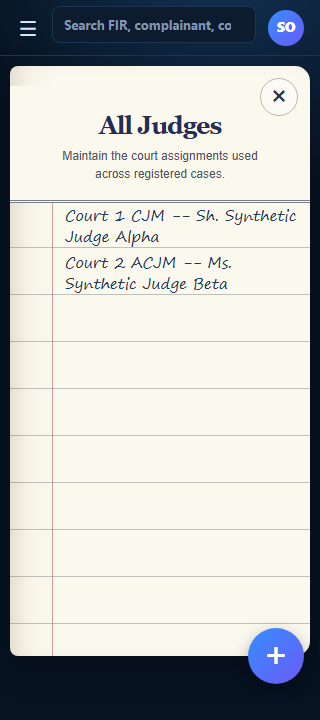 Search FIR, complainant, co
SO
All Judges
Maintain the court assignments used
across registered cases.
Court 1 CJM -- Sh. Synthetic
Judge Alpha
Court 2 ACJM -- Ms.
Synthetic Judge Beta